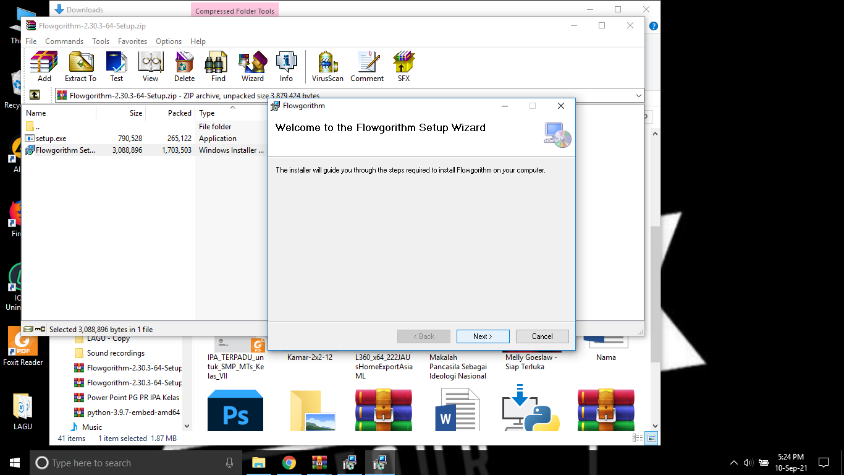 Downloads
Compressed Folder Tools
Flowgorithm-2.30.3-64-Setup.zip
File Commands Tools Favorites Options Help
Add Extract To Test View Delete Find Wizard Info VirusScan Comment SFX
Flowgorithm-2.30.3-64-Setup.zip - ZIP archive, unpacked size 3,879,424 bytes
Name Size Packed Type
..
File folder
setup.exe 790,528 265,122 Application
Flowgorithm Set... 3,088,896 1,703,503 Windows Installer ...
Flowgorithm
Welcome to the Flowgorithm Setup Wizard
The installer will guide you through the steps required to install Flowgorithm on your computer.
< Back Next > Cancel
Selected 3,088,896 bytes in 1 file
LAGU - Copy
Sound recordings
Flowgorithm-2.30.3-64-Setup
Flowgorithm-2.30.3-64-Setup
Power Point PG PR IPA Kelas
python-3.9.7-embed-amd64
Music
IPA_TERPADU_un
tuk_SMP_MTs_Ke
las_VII
Kamar-2x2-12
L360_x64_222JAU
sHomeExportAsia
ML
Makalah
Pancasila Sebagai
Ideologi Nasional
Melly Goeslaw -
Siap Terluka
Nama
Ps
W
41 items 1 item selected 1.87 MB
Foxit Reader
LAGU
Type here to search
5:24 PM
10-Sep-21